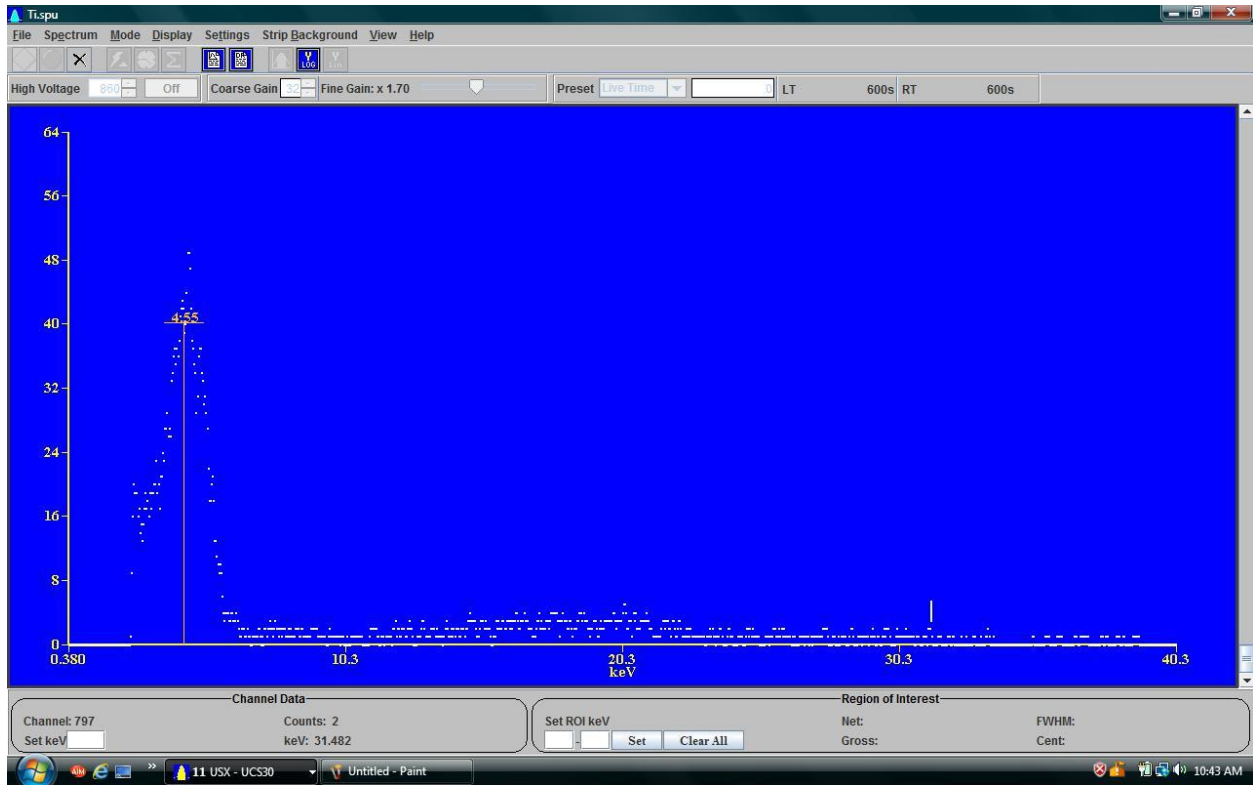 Ti.spu
File Spectrum Mode Display Settings Strip Background View Help
Y LOG
High Voltage 860 Off Coarse Gain 32 Fine Gain: x 1.70 Preset Live Time 0 LT 600s RT 600s
64
56
48
4.55
40
32
24
16
8
0
0.380 10.3 20.3 30.3 40.3
keV
Channel Data Region of Interest
Channel: 797 Counts: 2 Set ROI keV Net: FWHM:
Set keV keV: 31.482 - Set Clear All Gross: Cent:
AIM » 11 USX - UCS30 Untitled - Paint 10:43 AM